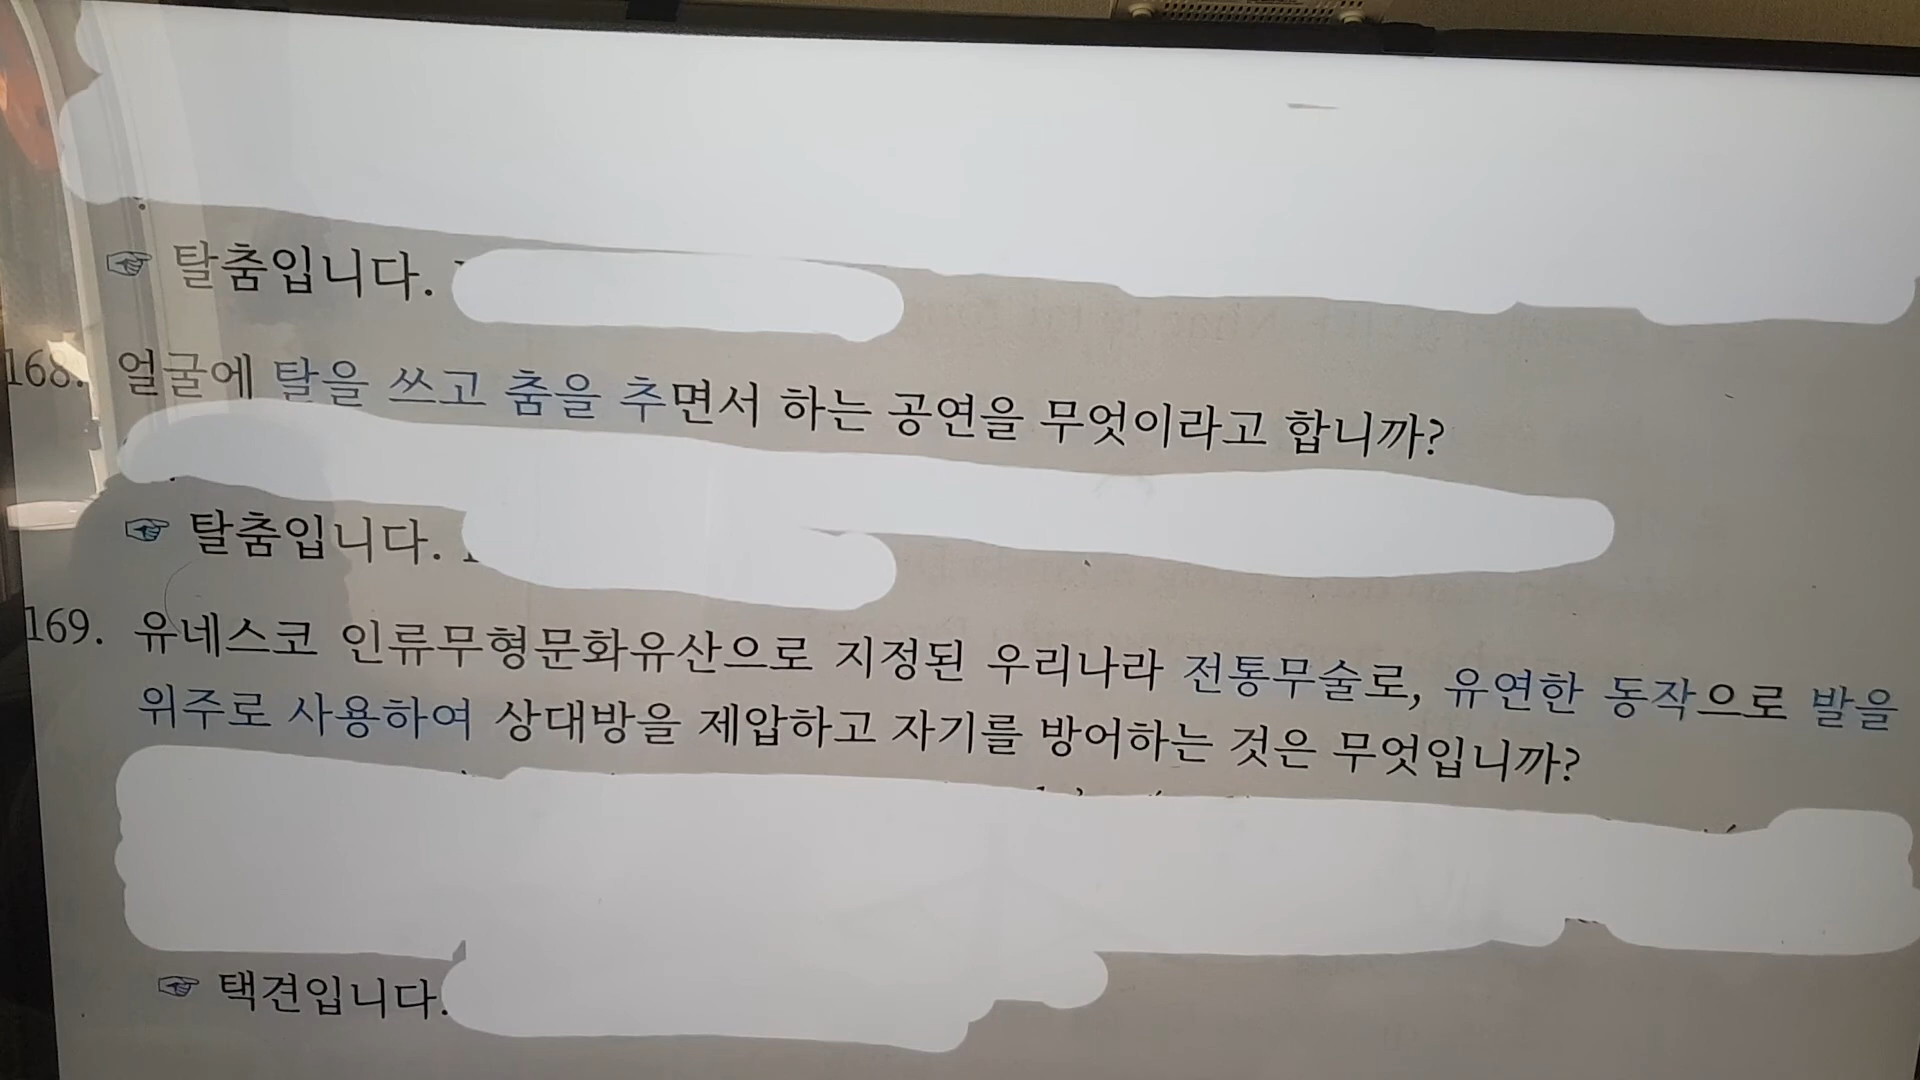 ☞ 탈춤입니다.
168. 얼굴에 탈을 쓰고 춤을 추면서 하는 공연을 무엇이라고 합니까?
☞ 탈춤입니다.
169. 유네스코 인류무형문화유산으로 지정된 우리나라 전통무술로, 유연한 동작으로 발을
위주로 사용하여 상대방을 제압하고 자기를 방어하는 것은 무엇입니까?
☞ 택견입니다.